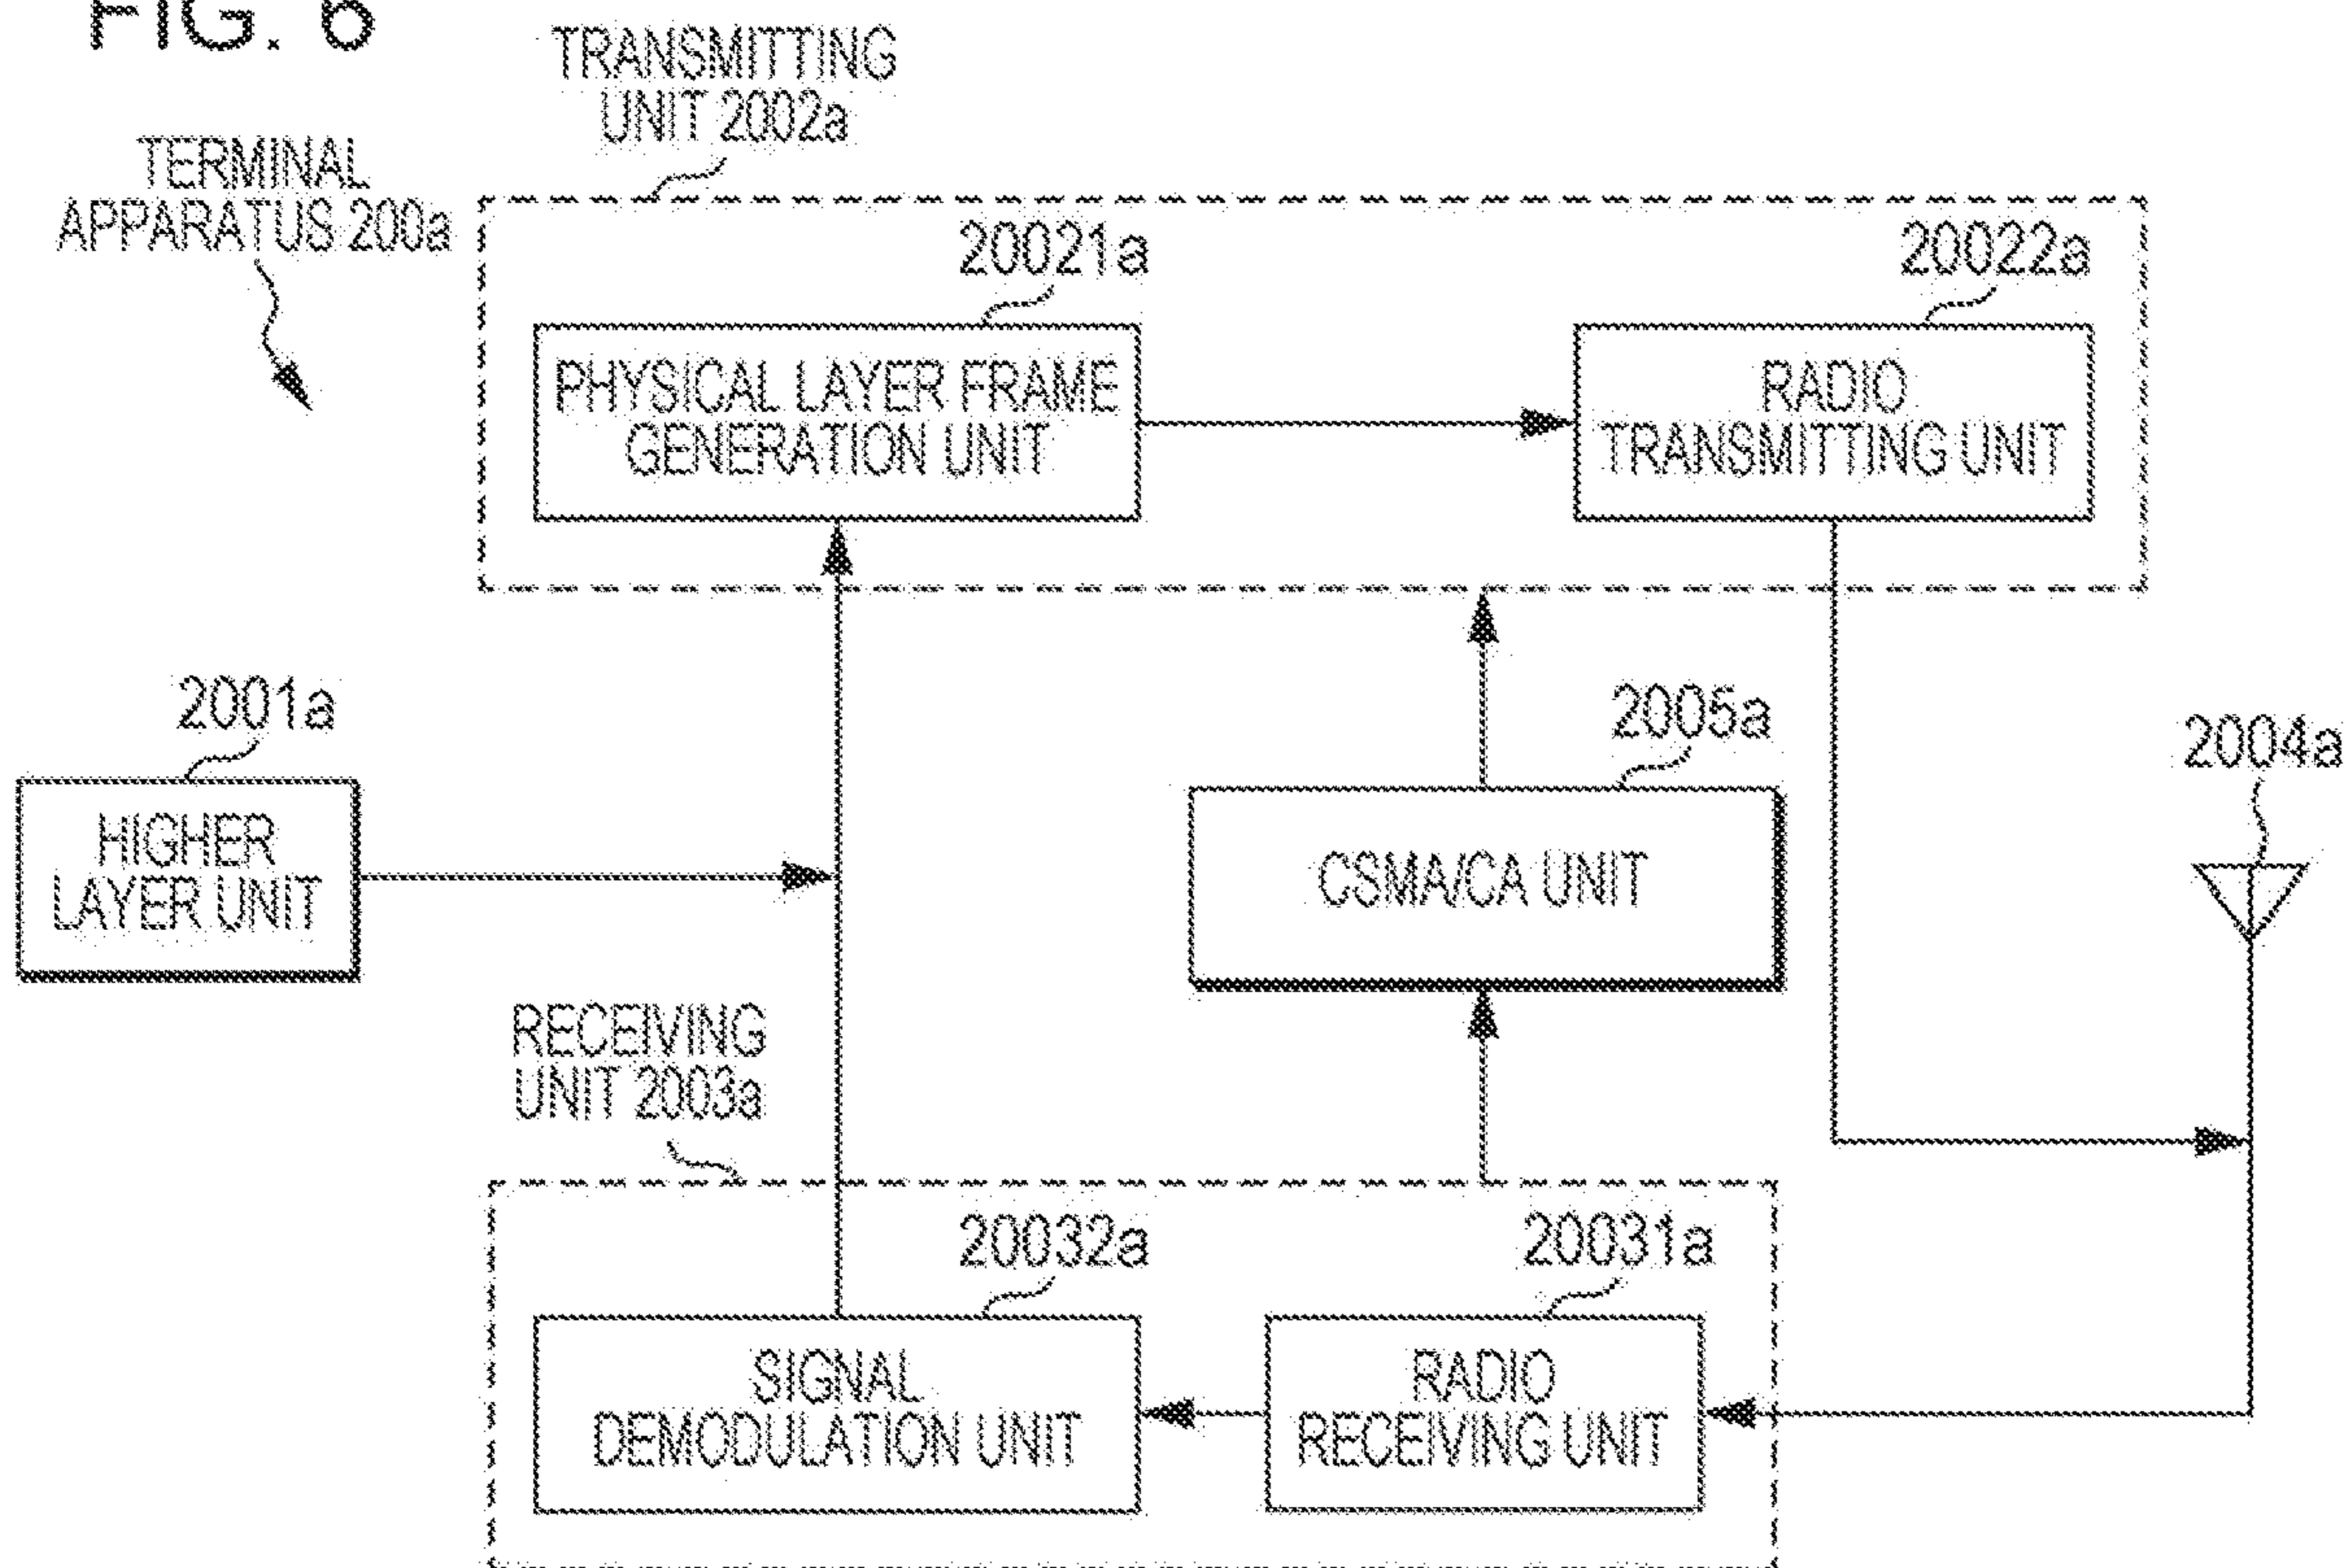 FIG. 6
TRANSMITTING
UNIT 2002a
TERMINAL
APPARATUS 200a
20021a
20022a
PHYSICAL LAYER FRAME
GENERATION UNIT
RADIO
TRANSMITTING UNIT
2001a
2005a
2004a
HIGHER
LAYER UNIT
CSMA/CA UNIT
RECEIVING
UNIT 2003a
20032a
20031a
SIGNAL
DEMODULATION UNIT
RADIO
RECEIVING UNIT